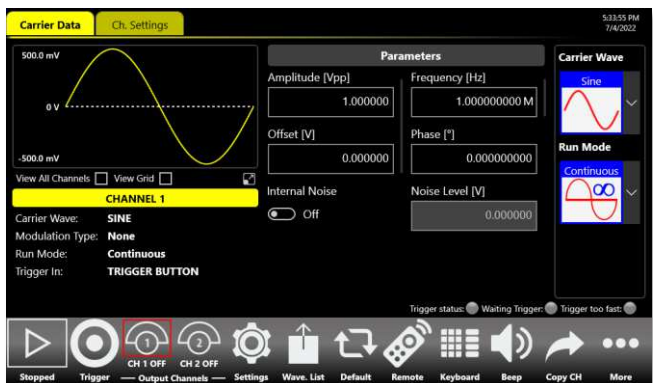 Carrier Data
Ch. Settings
5:33:55 PM
7/4/2022
500.0 mV
0 V
-500.0 mV
View All Channels
View Grid
CHANNEL 1
Carrier Wave: SINE
Modulation Type: None
Run Mode: Continuous
Trigger In: TRIGGER BUTTON
Parameters
Amplitude [Vpp]
1.000000
Frequency [Hz]
1.000000000 M
Offset [V]
0.000000
Phase [°]
0.000000000
Internal Noise
Off
Noise Level [V]
0.000000
Carrier Wave
Sine
Run Mode
Continuous
∞
Trigger status:
Waiting Trigger:
Trigger too fast:
1
2
CH 1 OFF
CH 2 OFF
Stopped
Trigger
Output Channels
Settings
Wave. List
Default
Remote
Keyboard
Beep
Copy CH
More